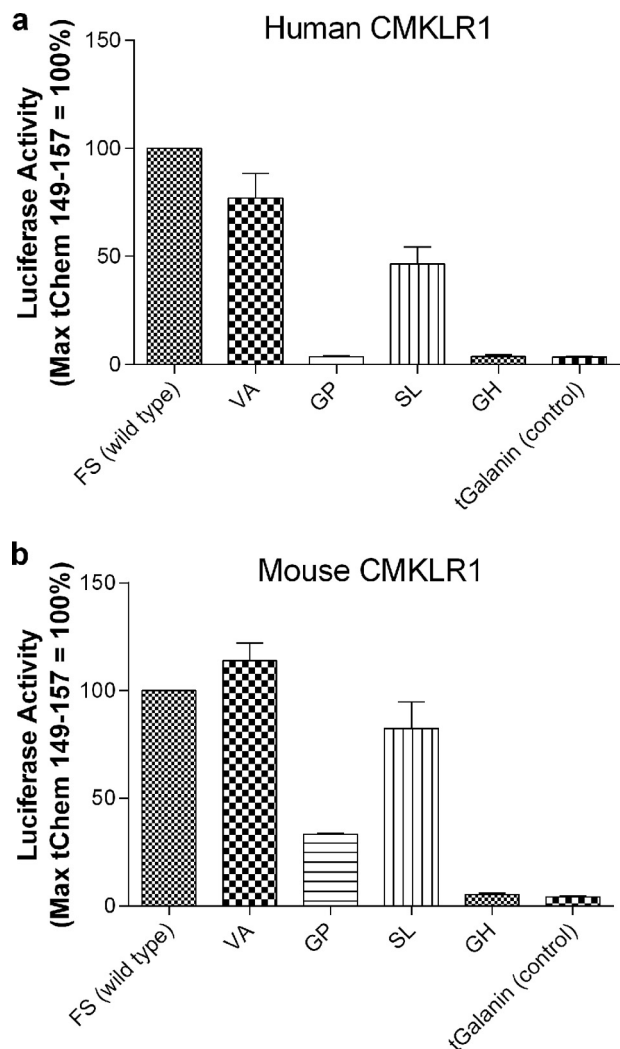 a
Human CMKLR1
Luciferase Activity
(Max tChem 149-157 = 100%)
150
100
50
0
FS (wild type)
VA
GP
SL
GH
tGalanin (control)
b
Mouse CMKLR1
Luciferase Activity
(Max tChem 149-157 = 100%)
150
100
50
0
FS (wild type)
VA
GP
SL
GH
tGalanin (control)